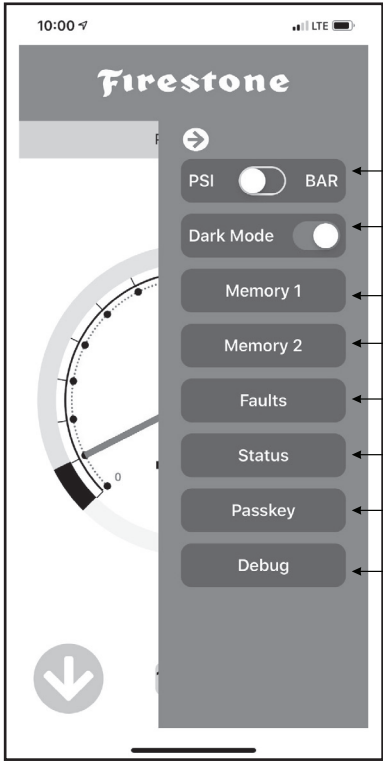 10:00 LTE
Firestone
PSI BAR
Dark Mode
Memory 1
Memory 2
Faults
Status
0
Passkey
Debug